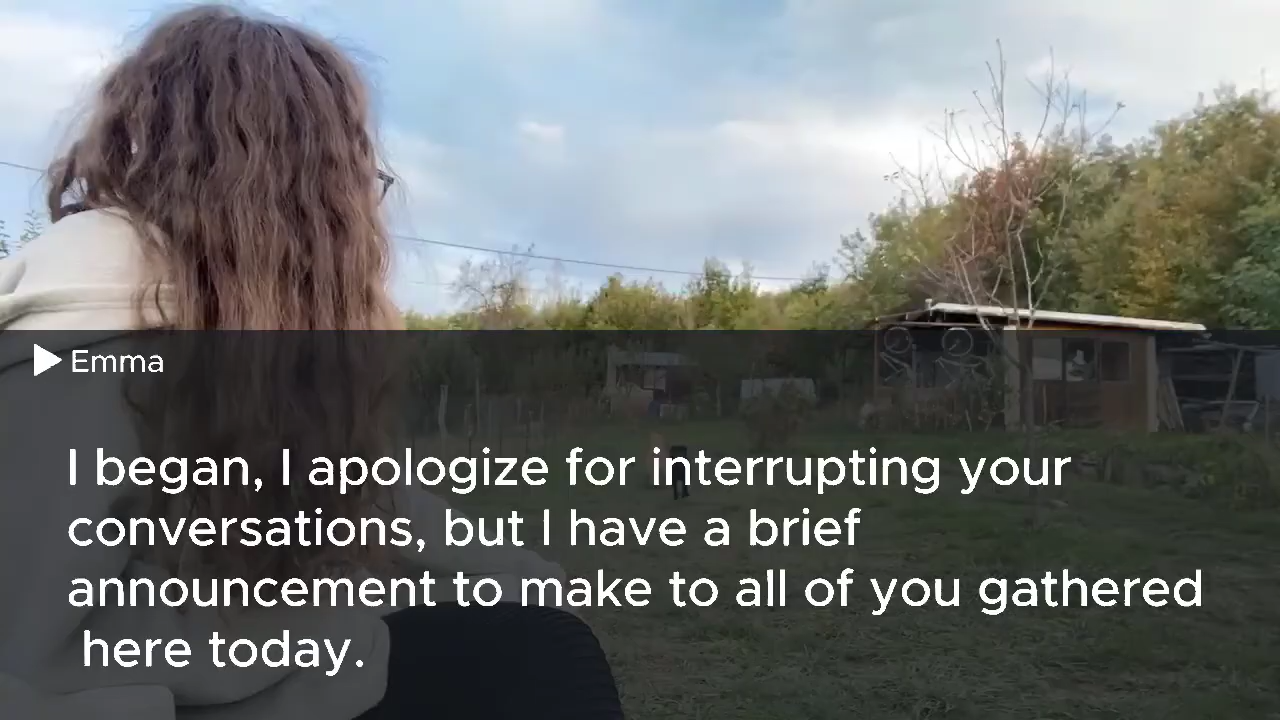 Emma
I began, I apologize for interrupting your
conversations, but I have a brief
announcement to make to all of you gathered
here today.